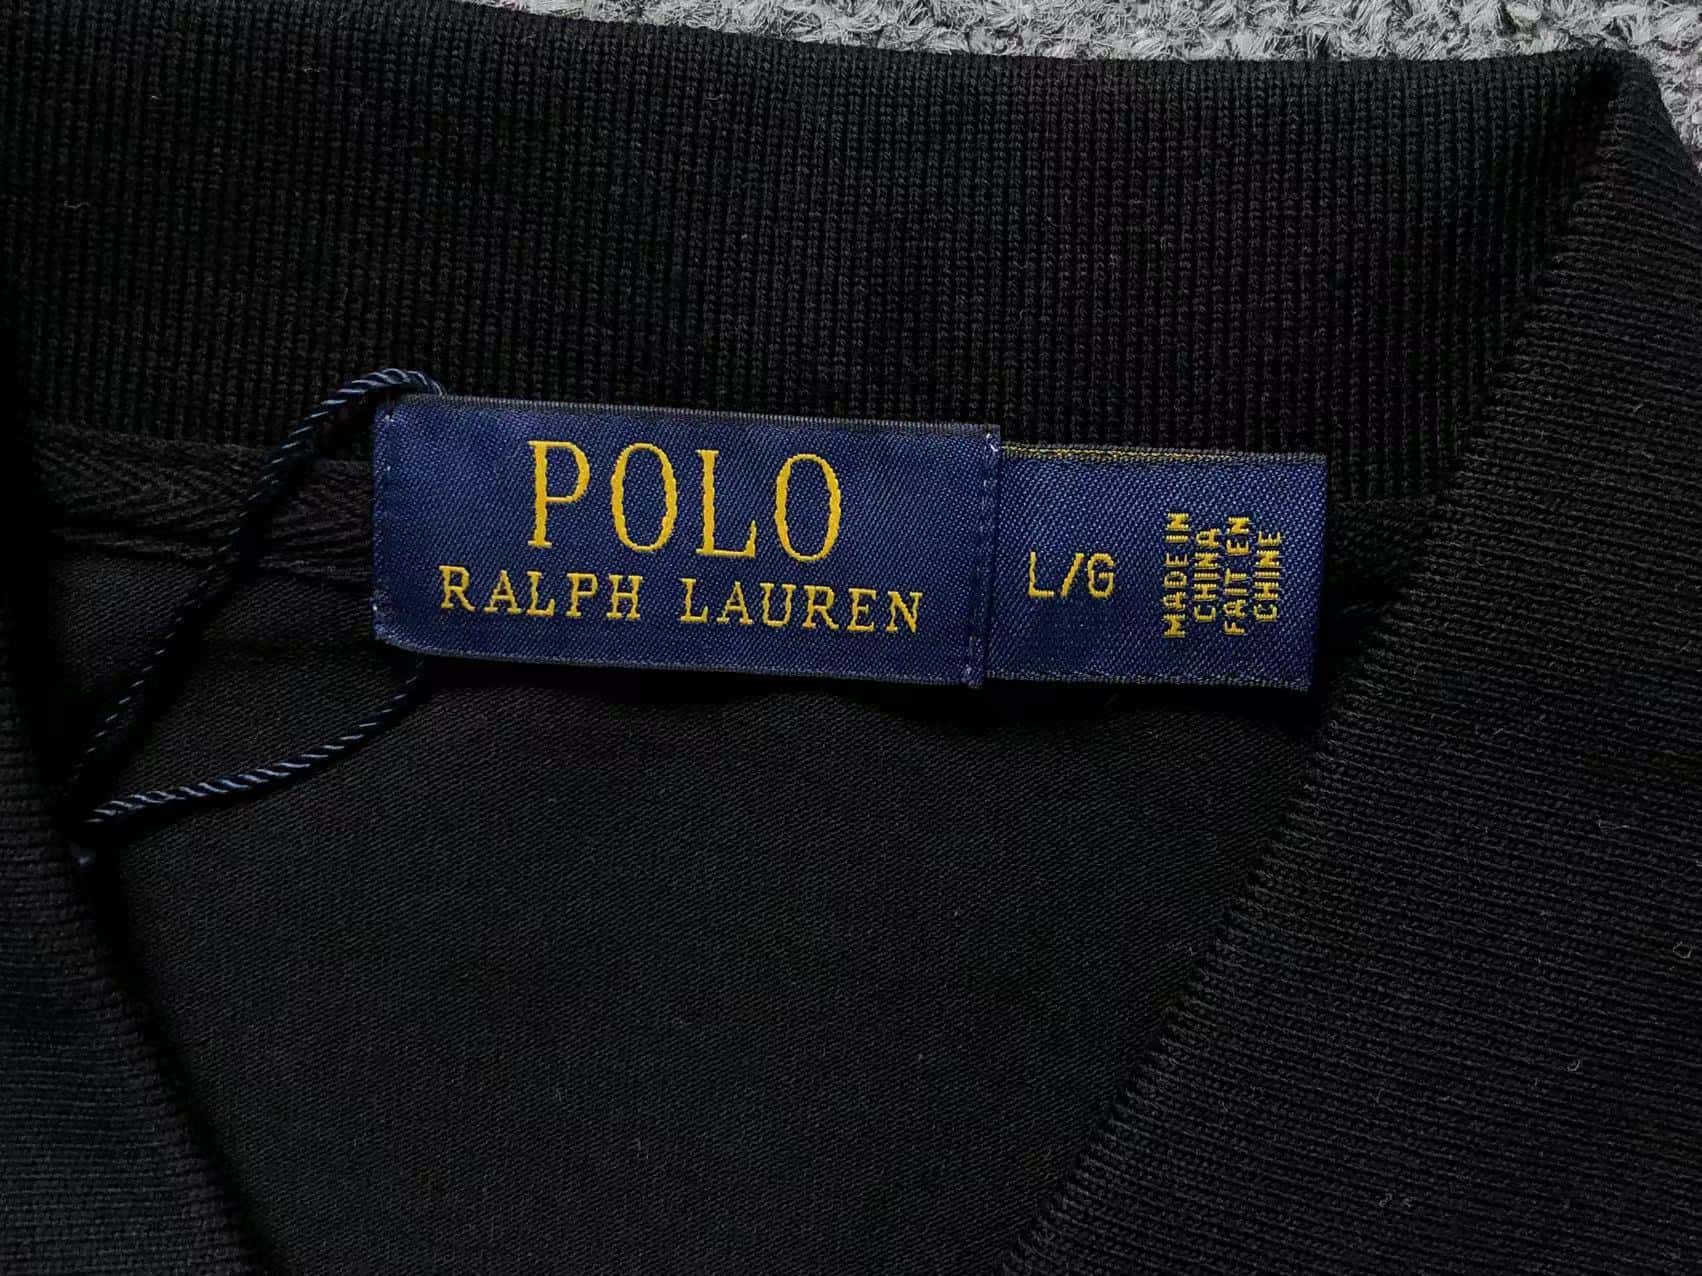 POLO
RALPH LAUREN
L/G
MADE IN
CHINA
FAIT EN
CHINE